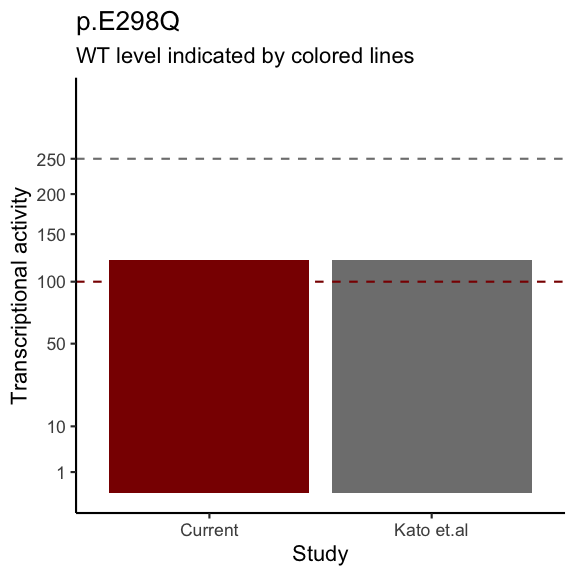 p.E298Q
WT level indicated by colored lines
Transcriptional activity
250
200
150
100
50
10
1
Current
Kato et.al
Study